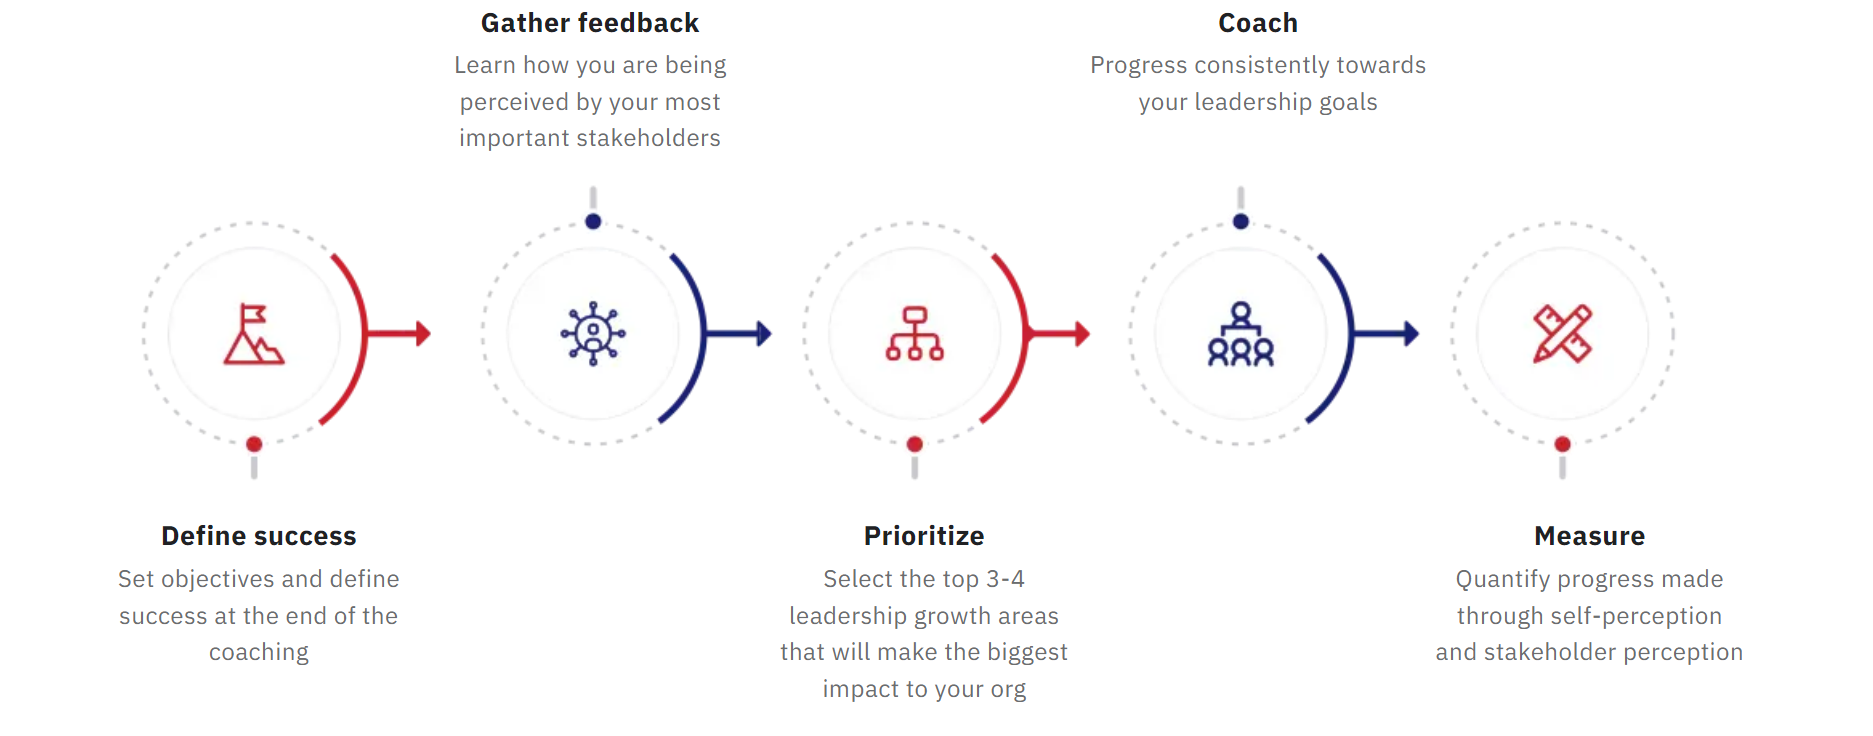 Gather feedback
Learn how you are being
perceived by your most
important stakeholders
Coach
Progress consistently towards
your leadership goals
Define success
Set objectives and define
success at the end of the
coaching
Prioritize
Select the top 3-4
leadership growth areas
that will make the biggest
impact to your org
Measure
Quantify progress made
through self-perception
and stakeholder perception